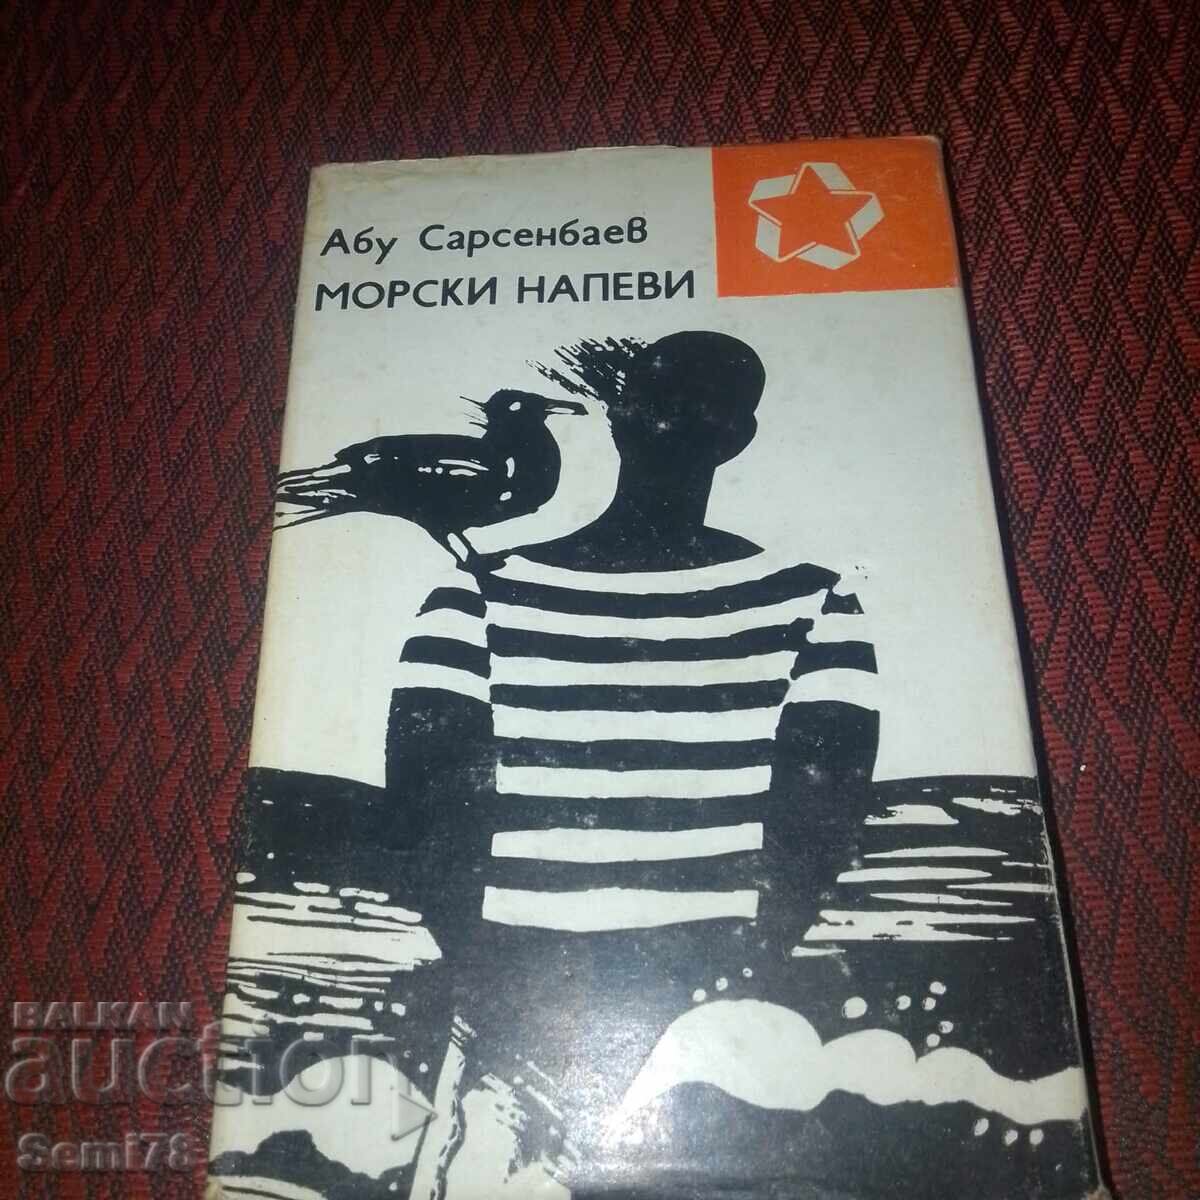 Абу Сарсенбаев
МОРСКИ НАПЕВИ
BALKAN
auction
Semi78